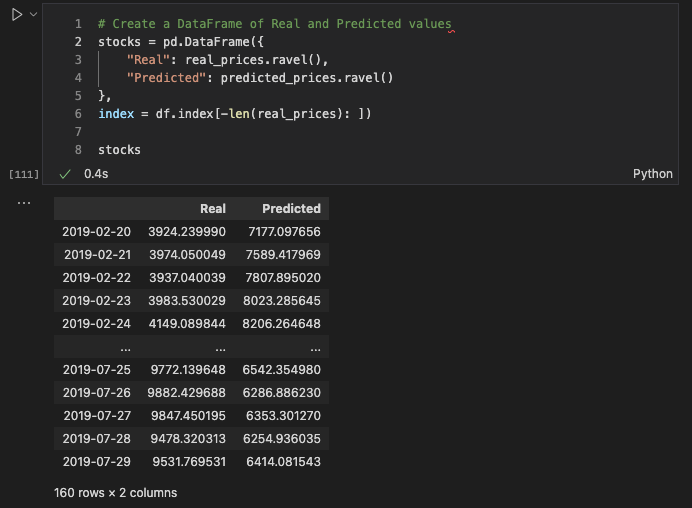 1 # Create a DataFrame of Real and Predicted values
2 stocks = pd.DataFrame({
3 "Real": real_prices.ravel(),
4 "Predicted": predicted_prices.ravel()
5 },
6 index = df.index[-len(real_prices): ])
7
8 stocks
[111] ✓ 0.4s Python
...
Real Predicted
2019-02-20 3924.239990 7177.097656
2019-02-21 3974.050049 7589.417969
2019-02-22 3937.040039 7807.895020
2019-02-23 3983.530029 8023.285645
2019-02-24 4149.089844 8206.264648
... ... ...
2019-07-25 9772.139648 6542.354980
2019-07-26 9882.429688 6286.886230
2019-07-27 9847.450195 6353.301270
2019-07-28 9478.320313 6254.936035
2019-07-29 9531.769531 6414.081543
160 rows × 2 columns